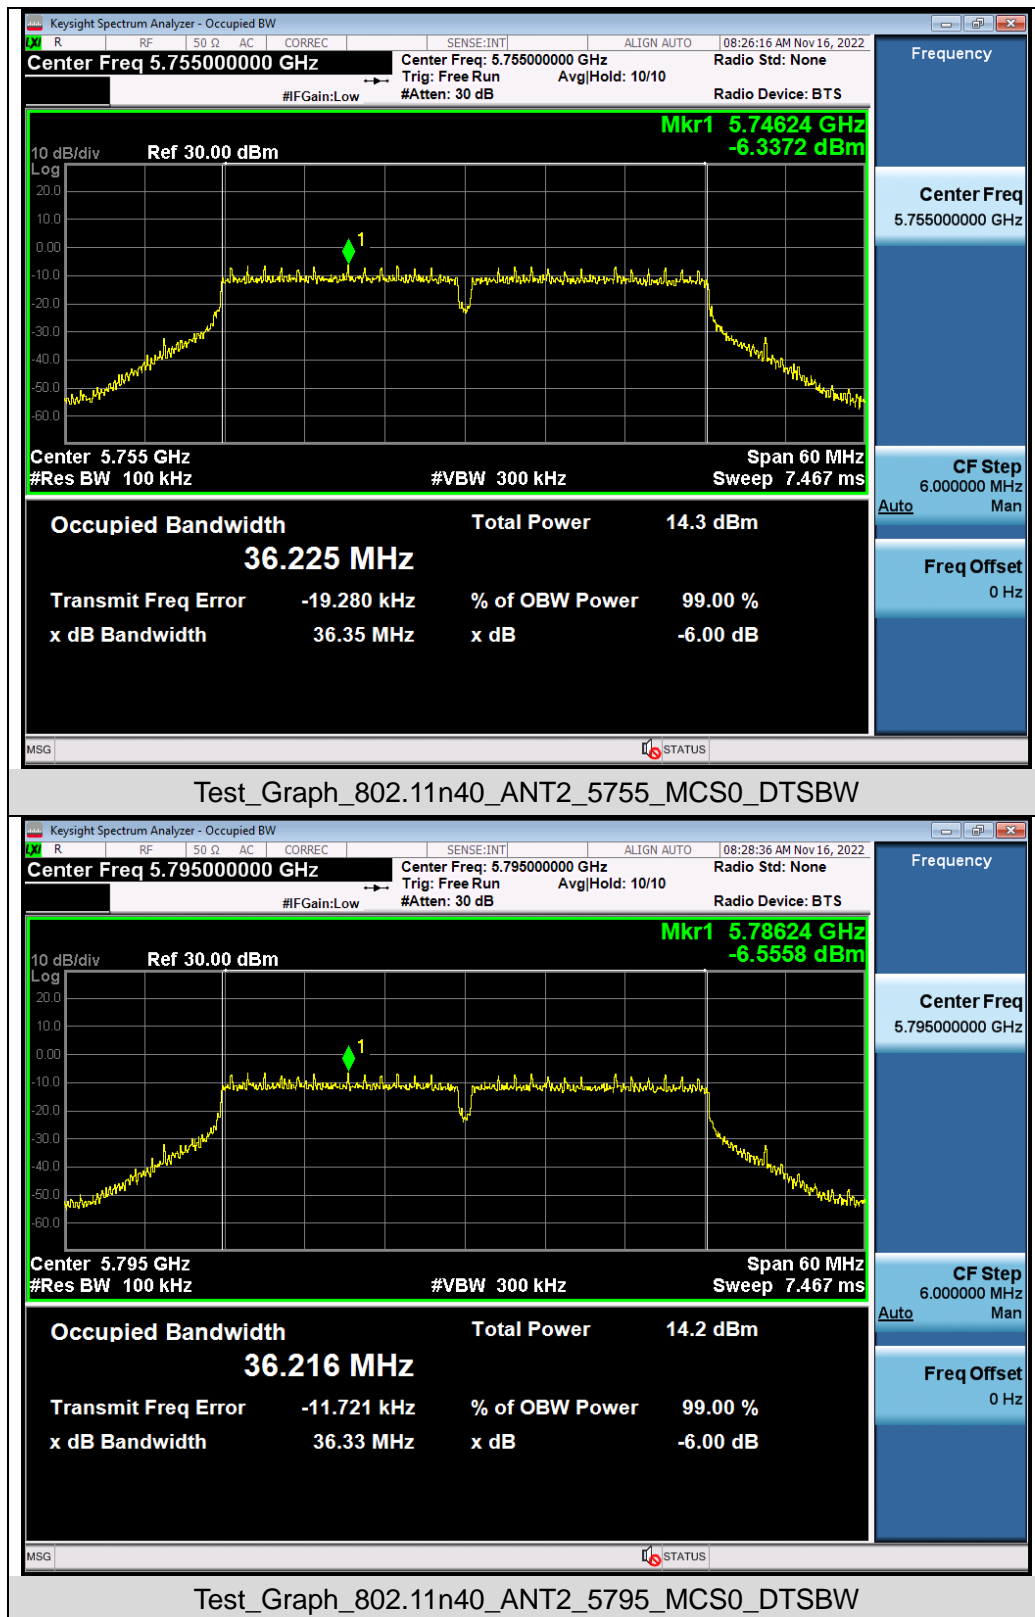 Keysight Spectrum Analyzer - Occupied BW
LXI R RF 50 Ω AC CORREC SENSE:INT ALIGN AUTO 08:26:16 AM Nov 16, 2022
Center Freq 5.755000000 GHz
Center Freq: 5.755000000 GHz
Radio Std: None
Trig: Free Run Avg|Hold: 10/10
#IFGain:Low #Atten: 30 dB Radio Device: BTS
Frequency
Mkr1 5.74624 GHz
-6.3372 dBm
10 dB/div Ref 30.00 dBm
Log
20.0
10.0
0.00
-10.0
-20.0
-30.0
-40.0
-50.0
-60.0
1
Center 5.755 GHz Span 60 MHz
#Res BW 100 kHz #VBW 300 kHz Sweep 7.467 ms
Center Freq
5.755000000 GHz
CF Step
6.000000 MHz
Auto Man
Freq Offset
0 Hz
Occupied Bandwidth Total Power 14.3 dBm
36.225 MHz
Transmit Freq Error -19.280 kHz % of OBW Power 99.00 %
x dB Bandwidth 36.35 MHz x dB -6.00 dB
MSG STATUS
Test_Graph_802.11n40_ANT2_5755_MCS0_DTSBW
Keysight Spectrum Analyzer - Occupied BW
LXI R RF 50 Ω AC CORREC SENSE:INT ALIGN AUTO 08:28:36 AM Nov 16, 2022
Center Freq 5.795000000 GHz
Center Freq: 5.795000000 GHz
Radio Std: None
Trig: Free Run Avg|Hold: 10/10
#IFGain:Low #Atten: 30 dB Radio Device: BTS
Frequency
Mkr1 5.78624 GHz
-6.5558 dBm
10 dB/div Ref 30.00 dBm
Log
20.0
10.0
0.00
-10.0
-20.0
-30.0
-40.0
-50.0
-60.0
1
Center 5.795 GHz Span 60 MHz
#Res BW 100 kHz #VBW 300 kHz Sweep 7.467 ms
Center Freq
5.795000000 GHz
CF Step
6.000000 MHz
Auto Man
Freq Offset
0 Hz
Occupied Bandwidth Total Power 14.2 dBm
36.216 MHz
Transmit Freq Error -11.721 kHz % of OBW Power 99.00 %
x dB Bandwidth 36.33 MHz x dB -6.00 dB
MSG STATUS
Test_Graph_802.11n40_ANT2_5795_MCS0_DTSBW